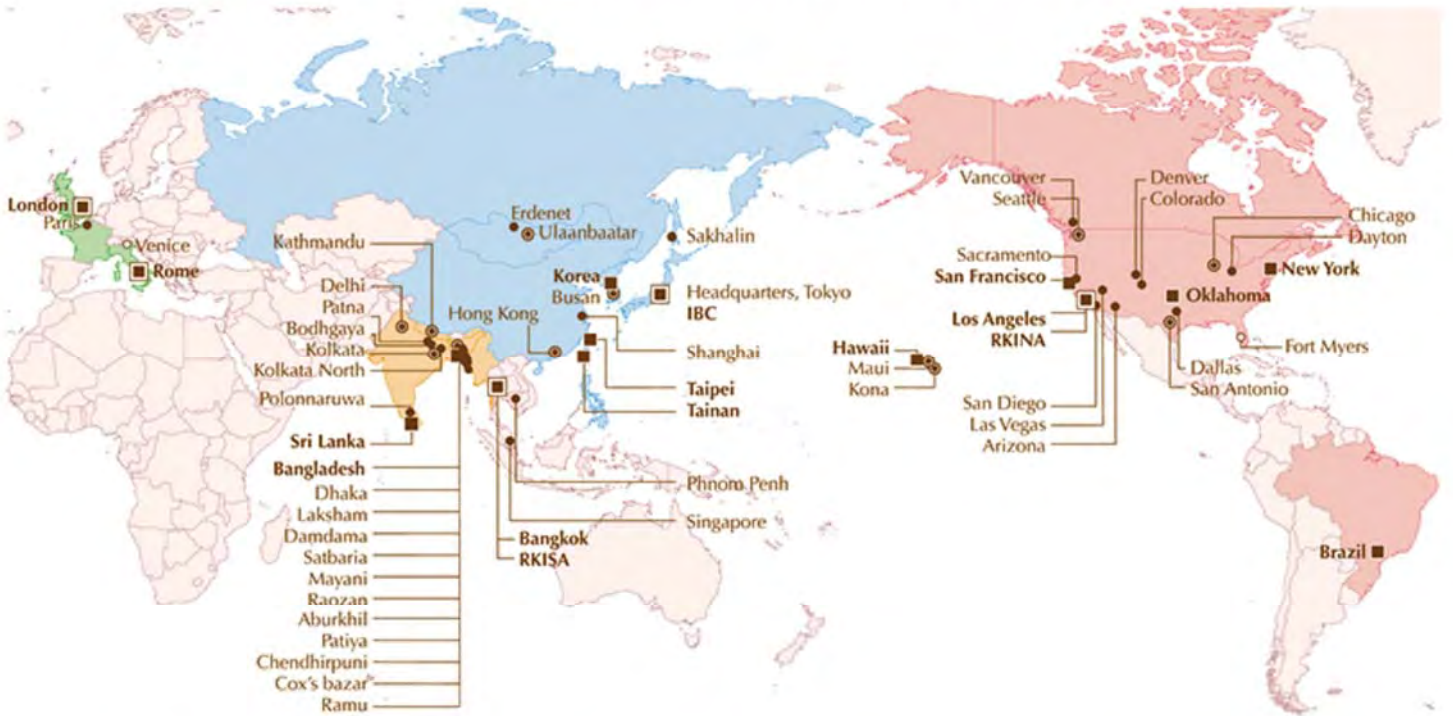 London
Paris
Venice
Rome
Kathmandu
Delhi
Patna
Bodhgaya
Kolkata
Kolkata North
Polonnaruwa
Sri Lanka
Bangladesh
Dhaka
Laksham
Damdama
Satbaria
Mayani
Raozan
Aburkhil
Patiya
Chendhirpuni
Cox's bazar
Ramu
Erdenet
Ulaanbaatar
Sakhalin
Korea
Busan
Headquarters, Tokyo
IBC
Hong Kong
Shanghai
Taipei
Tainan
Phnom Penh
Singapore
Bangkok
RKISA
Hawaii
Maui
Kona
Vancouver
Seattle
Sacramento
San Francisco
Los Angeles
RKINA
San Diego
Las Vegas
Arizona
Denver
Colorado
Chicago
Dayton
New York
Oklahoma
Fort Myers
Dallas
San Antonio
Brazil